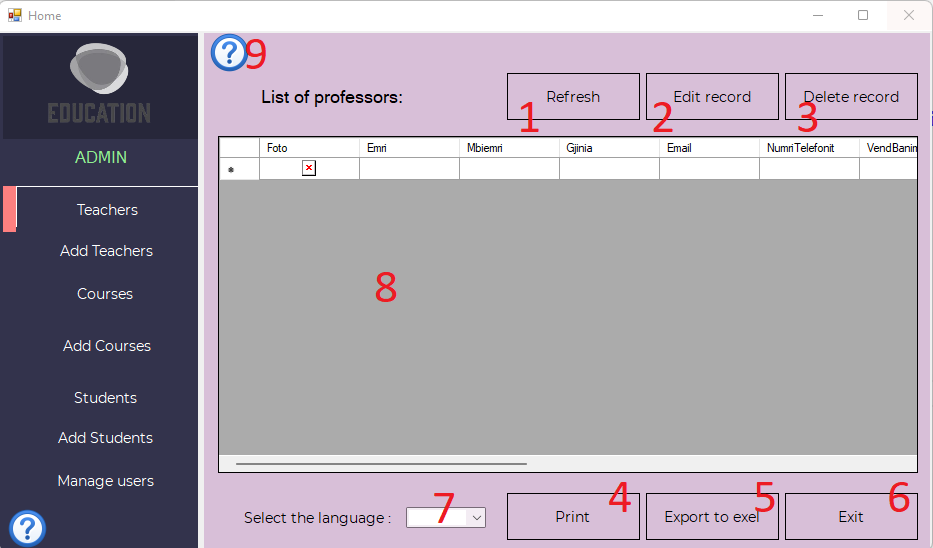 Home
9
EDUCATION
List of professors:
Refresh
Edit record
Delete record
1
2
3
ADMIN
Foto Emri Mbiemri Gjinia Email NumriTelefonit VendBanim
Teachers
Add Teachers
Courses
8
Add Courses
Students
Add Students
Manage users
4
5
6
7
Select the language :
Print
Export to exel
Exit